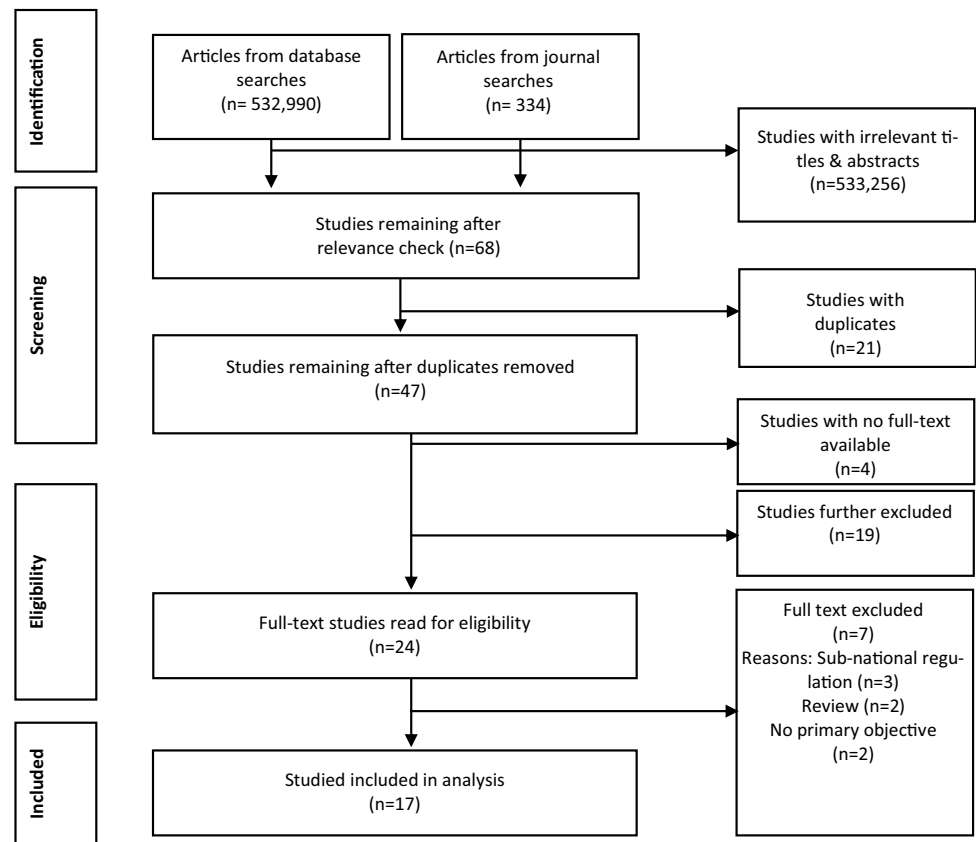 Identification
Articles from database
searches
(n= 532,990)
Articles from journal
searches
(n= 334)
Studies with irrelevant ti-
tles & abstracts
(n=533,256)
Screening
Studies remaining after
relevance check (n=68)
Studies with
duplicates
(n=21)
Studies remaining after duplicates removed
(n=47)
Studies with no full-text
available
(n=4)
Eligibility
Studies further excluded
(n=19)
Full-text studies read for eligibility
(n=24)
Full text excluded
(n=7)
Reasons: Sub-national regu-
lation (n=3)
Review (n=2)
No primary objective
(n=2)
Included
Studied included in analysis
(n=17)